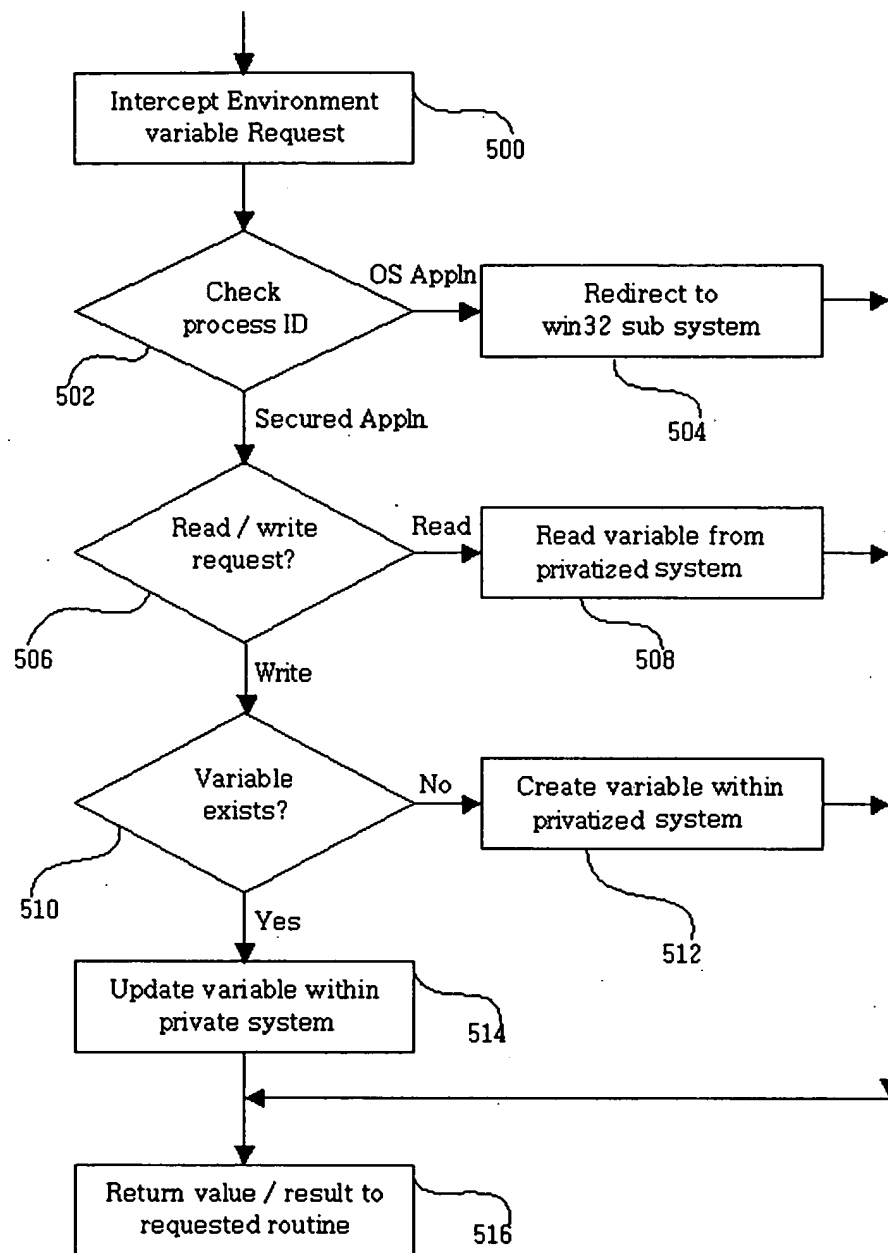 Intercept Environment
variable Request
500
Check
process ID
OS Appln
Redirect to
win32 sub system
502
504
Secured Appln
Read / write
request?
Read
Read variable from
privatized system
506
508
Write
Variable
exists?
No
Create variable within
privatized system
510
512
Yes
Update variable within
private system
514
Return value / result to
requested routine
516